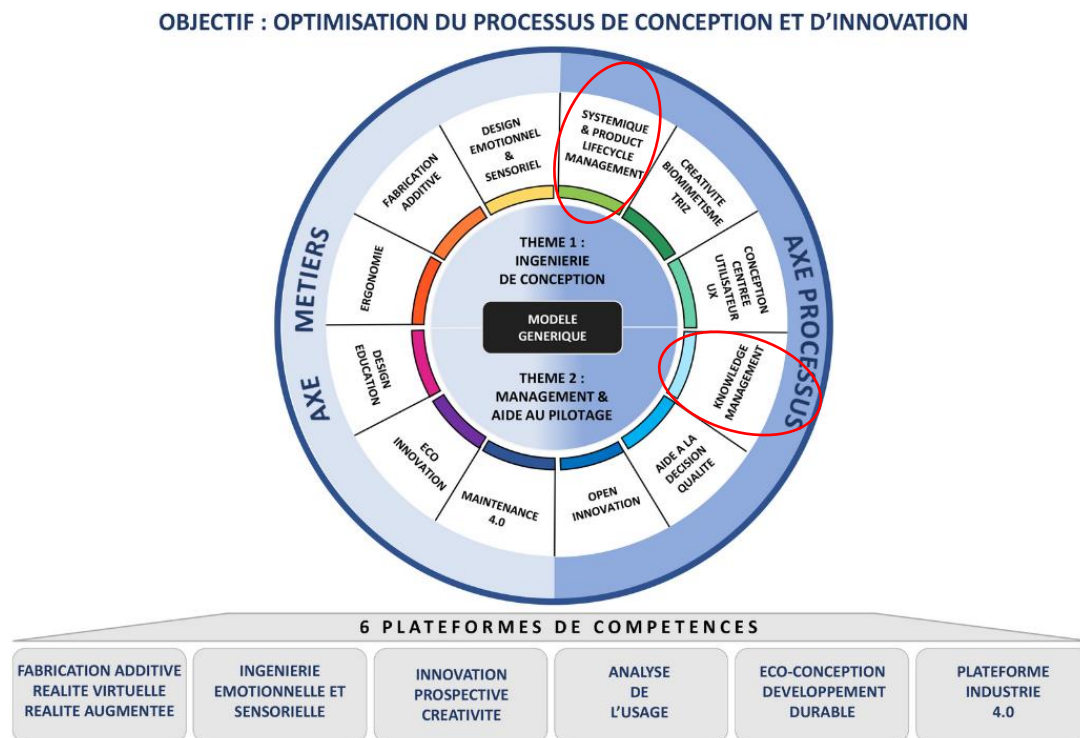 OBJECTIF : OPTIMISATION DU PROCESSUS DE CONCEPTION ET D'INNOVATION
AXE METIERS
AXE PROCESSUS
DESIGN
EMOTIONNEL
&
SENSORIEL
SYSTEMIQUE
& PRODUCT
LIFECYCLE
MANAGEMENT
CREATIVITE
BIOMIMETISME
TRIZ
CONCEPTION
CENTREE
UTILISATEUR
UX
KNOWLEDGE
MANAGEMENT
AIDE A LA
DECISION
QUALITE
OPEN
INNOVATION
MAINTENANCE
4.0
ECO
INNOVATION
DESIGN
EDUCATION
ERGONOMIE
FABRICATION
ADDITIVE
THEME 1 :
INGENIERIE
DE CONCEPTION
MODELE
GENERIQUE
THEME 2 :
MANAGEMENT &
AIDE AU PILOTAGE
6 PLATEFORMES DE COMPETENCES
FABRICATION ADDITIVE
REALITE VIRTUELLE
REALITE AUGMENTEE
INGENIERIE
EMOTIONNELLE ET
SENSORIELLE
INNOVATION
PROSPECTIVE
CREATIVITE
ANALYSE
DE
L'USAGE
ECO-CONCEPTION
DEVELOPPEMENT
DURABLE
PLATEFORME
INDUSTRIE
4.0